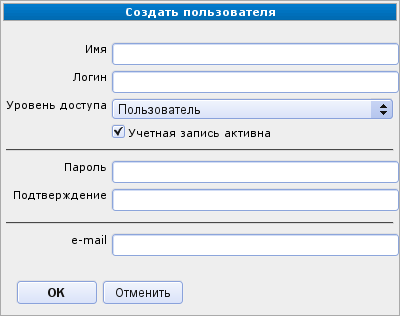 Создать пользователя
Имя
Логин
Уровень доступа Пользователь
Учетная запись активна
Пароль
Подтверждение
e-mail
OK Отменить